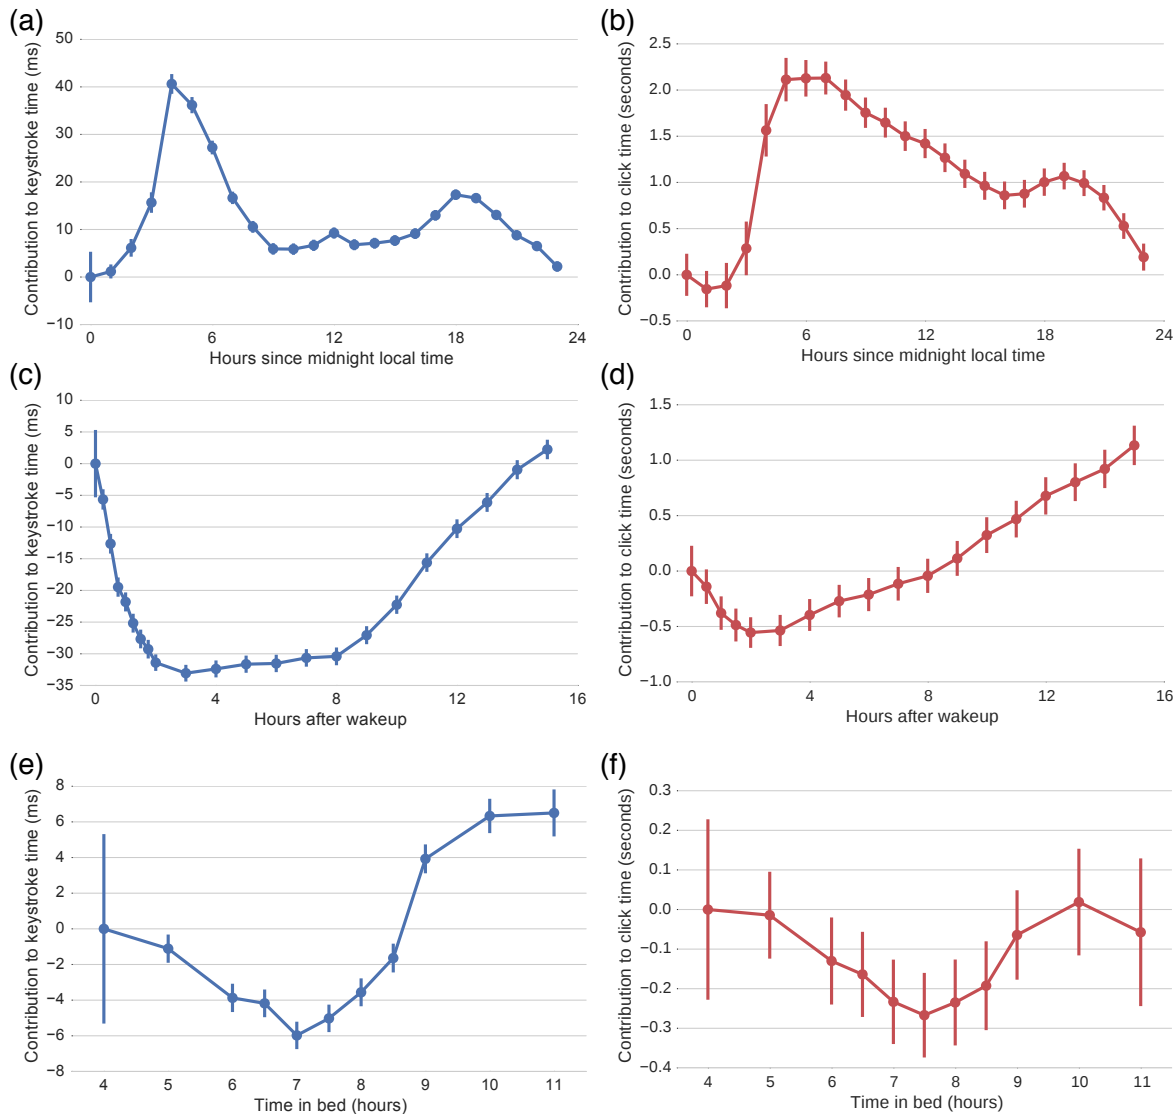 (a)
Contribution to keystroke time (ms)
50
40
30
20
10
0
−10
0 6 12 18 24
Hours since midnight local time
(b)
Contribution to click time (seconds)
2.5
2.0
1.5
1.0
0.5
0.0
−0.5
0 6 12 18 24
Hours since midnight local time
(c)
Contribution to keystroke time (ms)
10
5
0
−5
−10
−15
−20
−25
−30
−35
0 4 8 12 16
Hours after wakeup
(d)
Contribution to click time (seconds)
1.5
1.0
0.5
0.0
−0.5
−1.0
0 4 8 12 16
Hours after wakeup
(e)
Contribution to keystroke time (ms)
8
6
4
2
0
−2
−4
−6
−8
4 5 6 7 8 9 10 11
Time in bed (hours)
(f)
Contribution to click time (seconds)
0.3
0.2
0.1
0.0
−0.1
−0.2
−0.3
−0.4
4 5 6 7 8 9 10 11
Time in bed (hours)